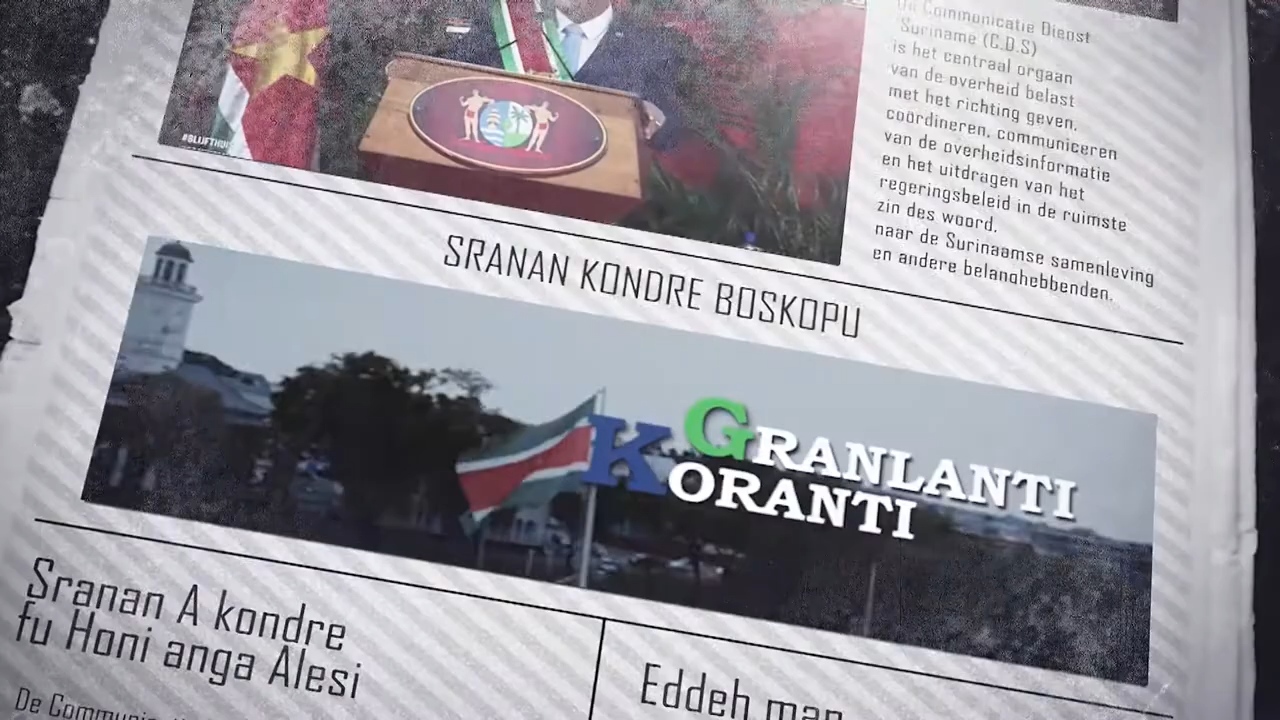 De Communicatie Dienst
Suriname (C.D.S)
is het centraal orgaan
van de overheid belast
met het richting geven,
coördineren, communiceren
van de overheidsinformatie
en het uitdragen van het
regeringsbeleid in de ruimste
zin des woord,
naar de Surinaamse samenleving
en andere belanghebbenden.
SRANAN KONDRE BOSKOPU
GRANLANTI
KORANTI
Sranan A kondre
fu Honi anga Alesi
De
Eddeh man